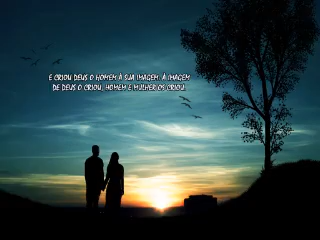 E CRIOU DEUS O HOMEM À SUA IMAGEM: À IMAGEM
DE DEUS O CRIOU, HOMEM E MULHER OS CRIOU.